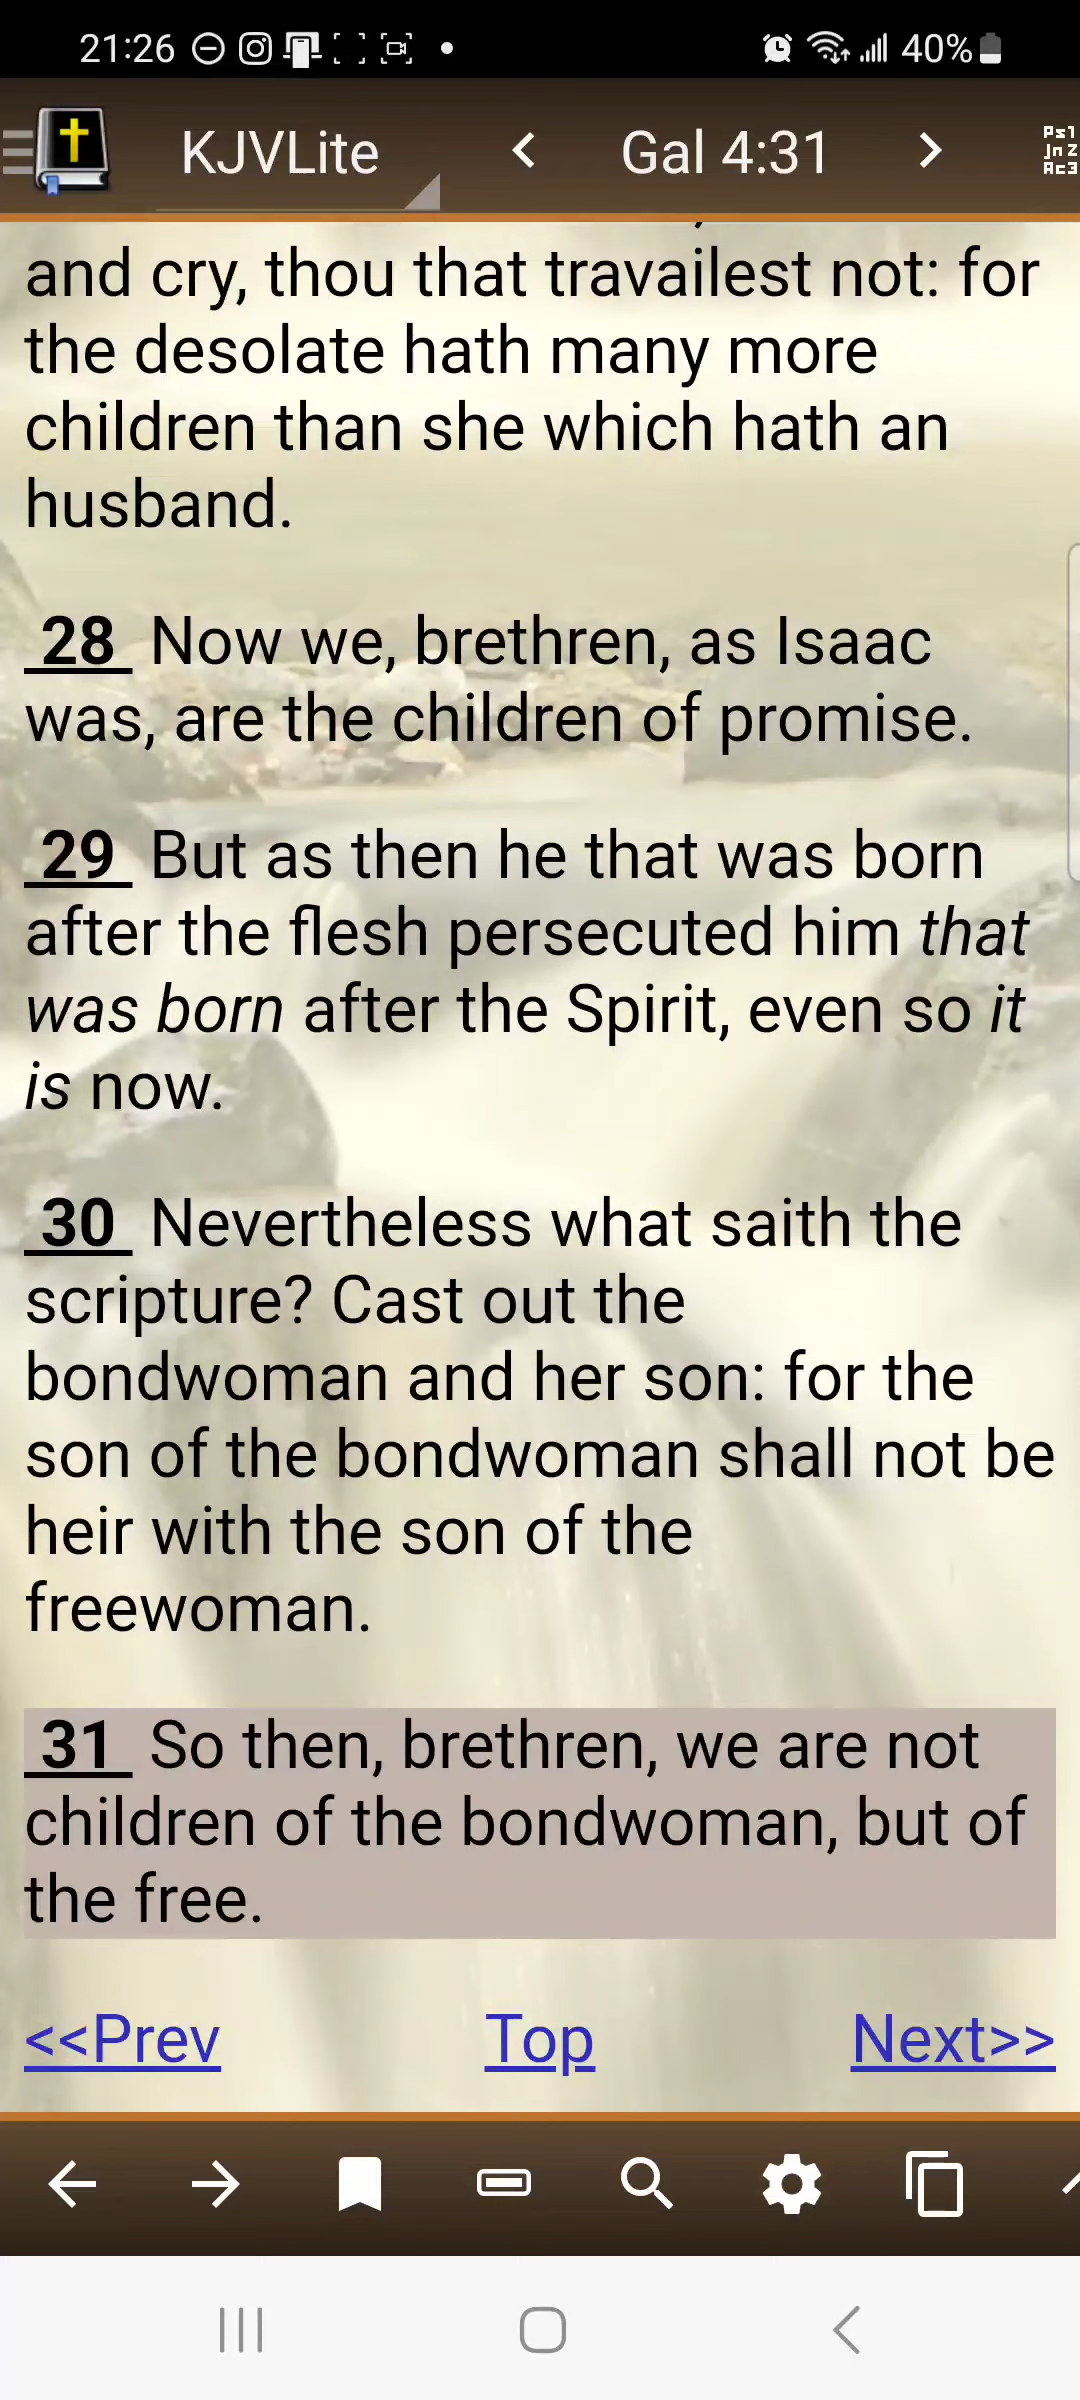 21:26 40%
KJVLite < Gal 4:31 > Ps1 Jn2 Ac3
and cry, thou that travailest not: for
the desolate hath many more
children than she which hath an
husband.
28 Now we, brethren, as Isaac
was, are the children of promise.
29 But as then he that was born
after the flesh persecuted him that
was born after the Spirit, even so it
is now.
30 Nevertheless what saith the
scripture? Cast out the
bondwoman and her son: for the
son of the bondwoman shall not be
heir with the son of the
freewoman.
31 So then, brethren, we are not
children of the bondwoman, but of
the free.
<<Prev Top Next>>